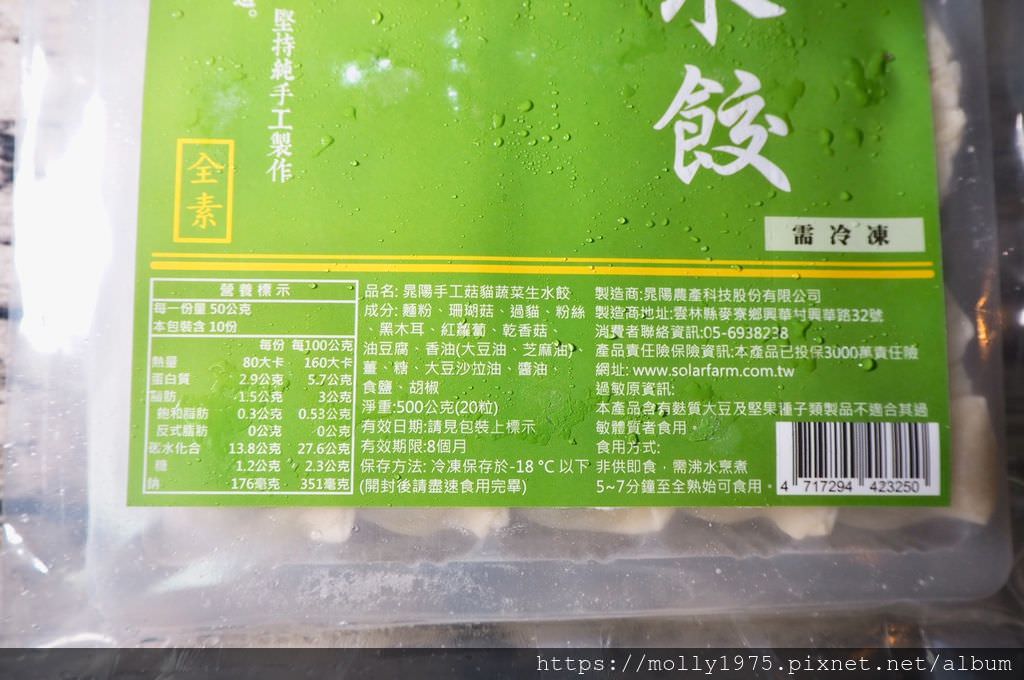 堅持純手工製作
全素
水餃
需冷凍
營養標示
每一份量 50公克
本包裝含 10份
每份 每100公克
熱量 80大卡 160大卡
蛋白質 2.9公克 5.7公克
脂肪 1.5公克 3公克
飽和脂肪 0.3公克 0.53公克
反式脂肪 0公克 0公克
碳水化合 13.8公克 27.6公克
糖 1.2公克 2.3公克
鈉 176毫克 351毫克
品名: 晁陽手工菇貓蔬菜生水餃
成分: 麵粉、珊瑚菇、過貓、粉絲
、黑木耳、紅蘿蔔、乾香菇、
油豆腐、香油(大豆油、芝麻油)、
薑、糖、大豆沙拉油、醬油、
食鹽、胡椒
淨重:500公克(20粒)
有效日期:請見包裝上標示
有效期限:8個月
保存方法: 冷凍保存於-18 °C 以下
(開封後請盡速食用完畢)
製造商:晁陽農產科技股份有限公司
製造商地址:雲林縣麥寮鄉興華村興華路32號
消費者聯絡資訊:05-6938238
產品責任險保險資訊:本產品已投保3000萬責任險
網址: www.solarfarm.com.tw
過敏原資訊:
本產品含有麩質大豆及堅果種子類製品不適合其過
敏體質者食用。
食用方式:
非供即食，需沸水烹煮
5~7分鐘至全熟始可食用。
4 717294 423250
https://molly1975.pixnet.net/album